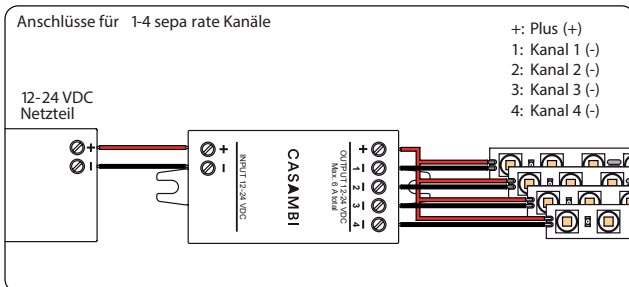 Anschlüsse für 1-4 sepa rate Kanäle
+: Plus (+)
1: Kanal 1 (-)
2: Kanal 2 (-)
3: Kanal 3 (-)
4: Kanal 4 (-)
12-24 VDC
Netzteil
+
-
+
-
INPUT 12-24 VDC
CASAMBI
OUTPUT 12-24 VDC
Max. 6 A total
+
1 -
2 -
3 -
4 -